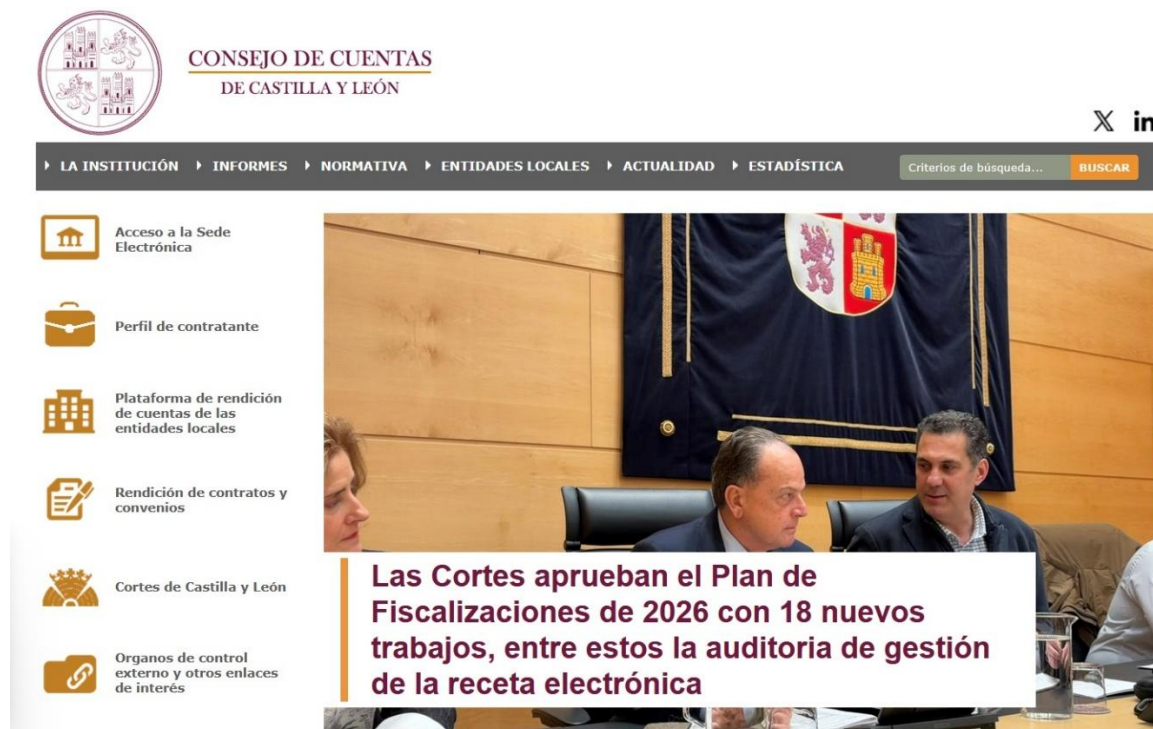 CONSEJO DE CUENTAS
DE CASTILLA Y LEÓN
LA INSTITUCIÓN
INFORMES
NORMATIVA
ENTIDADES LOCALES
ACTUALIDAD
ESTADÍSTICA
Criterios de búsqueda...
BUSCAR
Acceso a la Sede
Electrónica
Perfil de contratante
Plataforma de rendición
de cuentas de las
entidades locales
Rendición de contratos y
convenios
Cortes de Castilla y León
Organos de control
externo y otros enlaces
de interés
Las Cortes aprueban el Plan de
Fiscalizaciones de 2026 con 18 nuevos
trabajos, entre estos la auditoria de gestión
de la receta electrónica